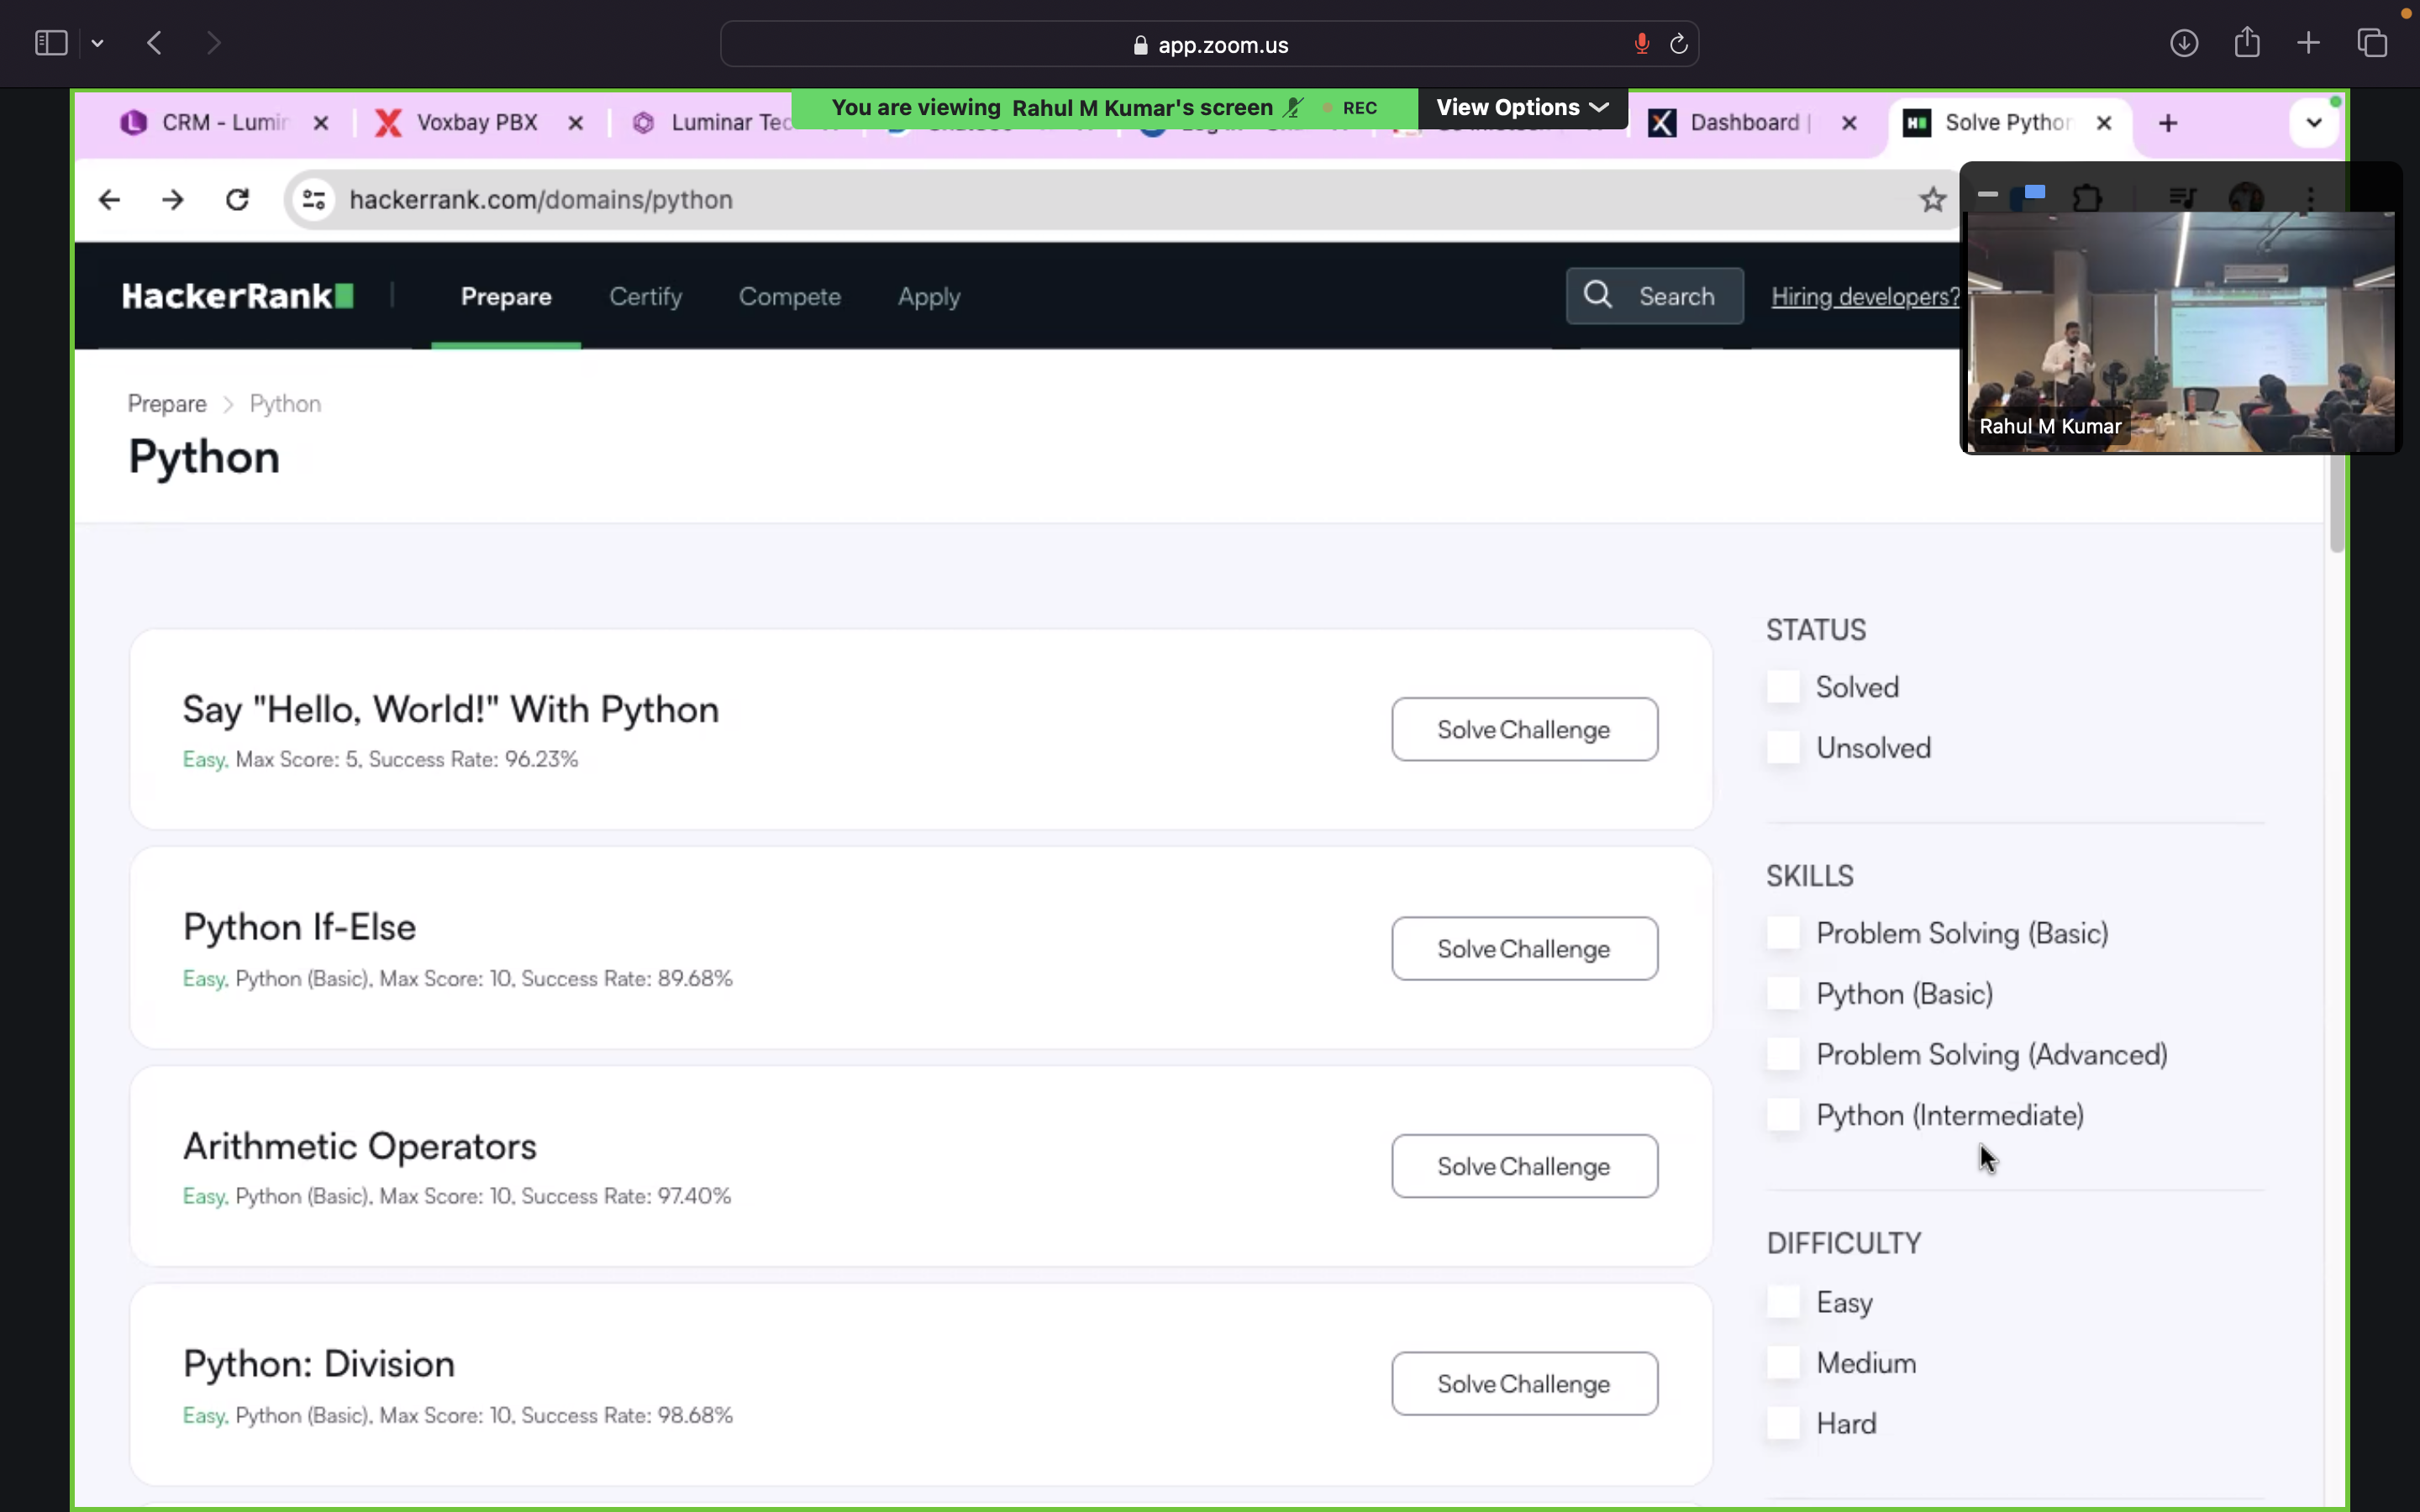 app.zoom.us
CRM - Lumin
Voxbay PBX
Luminar Tec
You are viewing Rahul M Kumar's screen
REC
View Options
Dashboard |
Solve Python
hackerrank.com/domains/python
HackerRank
Prepare
Certify
Compete
Apply
Search
Hiring developers?
Rahul M Kumar
Prepare > Python
Python
Say "Hello, World!" With Python
Easy, Max Score: 5, Success Rate: 96.23%
Solve Challenge
Python If-Else
Easy, Python (Basic), Max Score: 10, Success Rate: 89.68%
Solve Challenge
Arithmetic Operators
Easy, Python (Basic), Max Score: 10, Success Rate: 97.40%
Solve Challenge
Python: Division
Easy, Python (Basic), Max Score: 10, Success Rate: 98.68%
Solve Challenge
STATUS
Solved
Unsolved
SKILLS
Problem Solving (Basic)
Python (Basic)
Problem Solving (Advanced)
Python (Intermediate)
DIFFICULTY
Easy
Medium
Hard